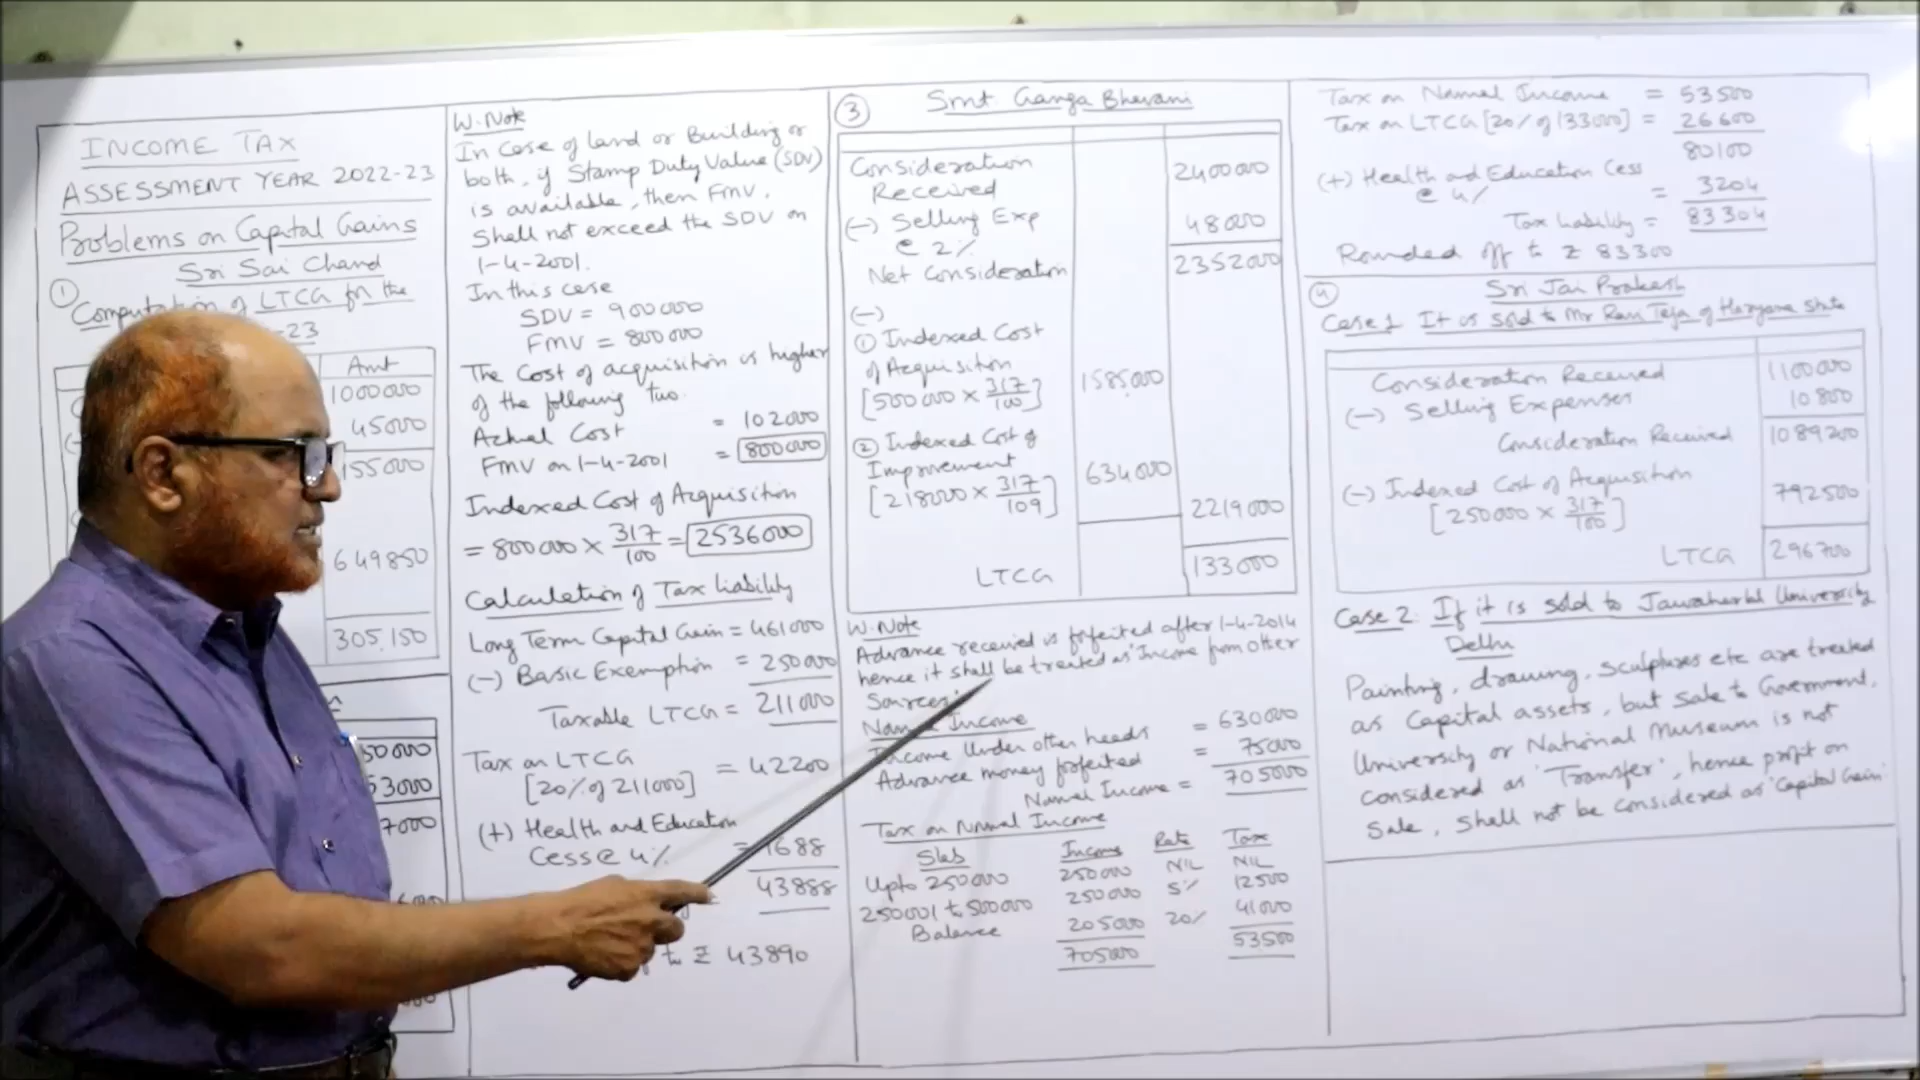 INCOME TAX
ASSESSMENT YEAR 2022-23
Problems on Capital Gains
① Sri Sai Chand
Computation of LTCG for the
-23
Amt
1000000
45000
155000
649850
305,150
50000
53000
7000
W.Note
In Case of land or Building or
both, if Stamp Duty Value (SDV)
is available, then FMV,
shall not exceed the SDV on
1-4-2001.
In this case
SDV = 900000
FMV = 800000
The Cost of acquisition is higher
of the following two.
Actual Cost = 102000
FMV on 1-4-2001 = 800000
Indexed Cost of Acquisition
= 800000 × 317/100 = 2536000
Calculation of Tax liability
Long Term Capital Gain = 461000
(-) Basic Exemption = 250000
Taxable LTCG = 211000
Tax on LTCG
[20% of 211000] = 42200
(+) Health and Education
Cess @ 4% = 1688
43888
₹ 43890
③ Smt. Ganga Bhavani
Consideration
Received 2400000
(-) Selling Exp
@ 2% 48000
Net Consideration 2352000
(-)
① Indexed Cost
of Acquisition
[500000 × 317/100] 1585000
② Indexed Cost of
Improvement
[218000 × 317/109] 634000
2219000
LTCG 133000
W.Note
Advance received is forfeited after 1-4-2014
hence it shall be treated as 'Income from other
Sources'
Normal Income
Income Under other heads = 630000
Advance money forfeited = 75000
Normal Income = 705000
Tax on Normal Income
Slab Income Rate Tax
Upto 250000 250000 NIL NIL
250001 to 500000 250000 5% 12500
Balance 205000 20% 41000
705000 53500
Tax on Normal Income = 53500
Tax on LTCG [20% of 133000] = 26600
80100
(+) Health and Education Cess
@ 4% = 3204
Tax liability = 83304
Rounded off to ₹ 83300
④ Sri Jai Prakash
Case 1 It is sold to Mr Ravi Teja of Haryana State
Consideration Received 1100000
(-) Selling Expenses 10800
Consideration Received 1089200
(-) Indexed Cost of Acquisition
[250000 × 317/100] 792500
LTCG 296700
Case 2: If it is sold to Jawaharlal University
Delhi
Painting, drawing, sculptures etc are treated
as Capital assets, but sale to Government,
University or National Museum is not
considered as 'Transfer', hence profit on
Sale, shall not be considered as 'Capital Gain'